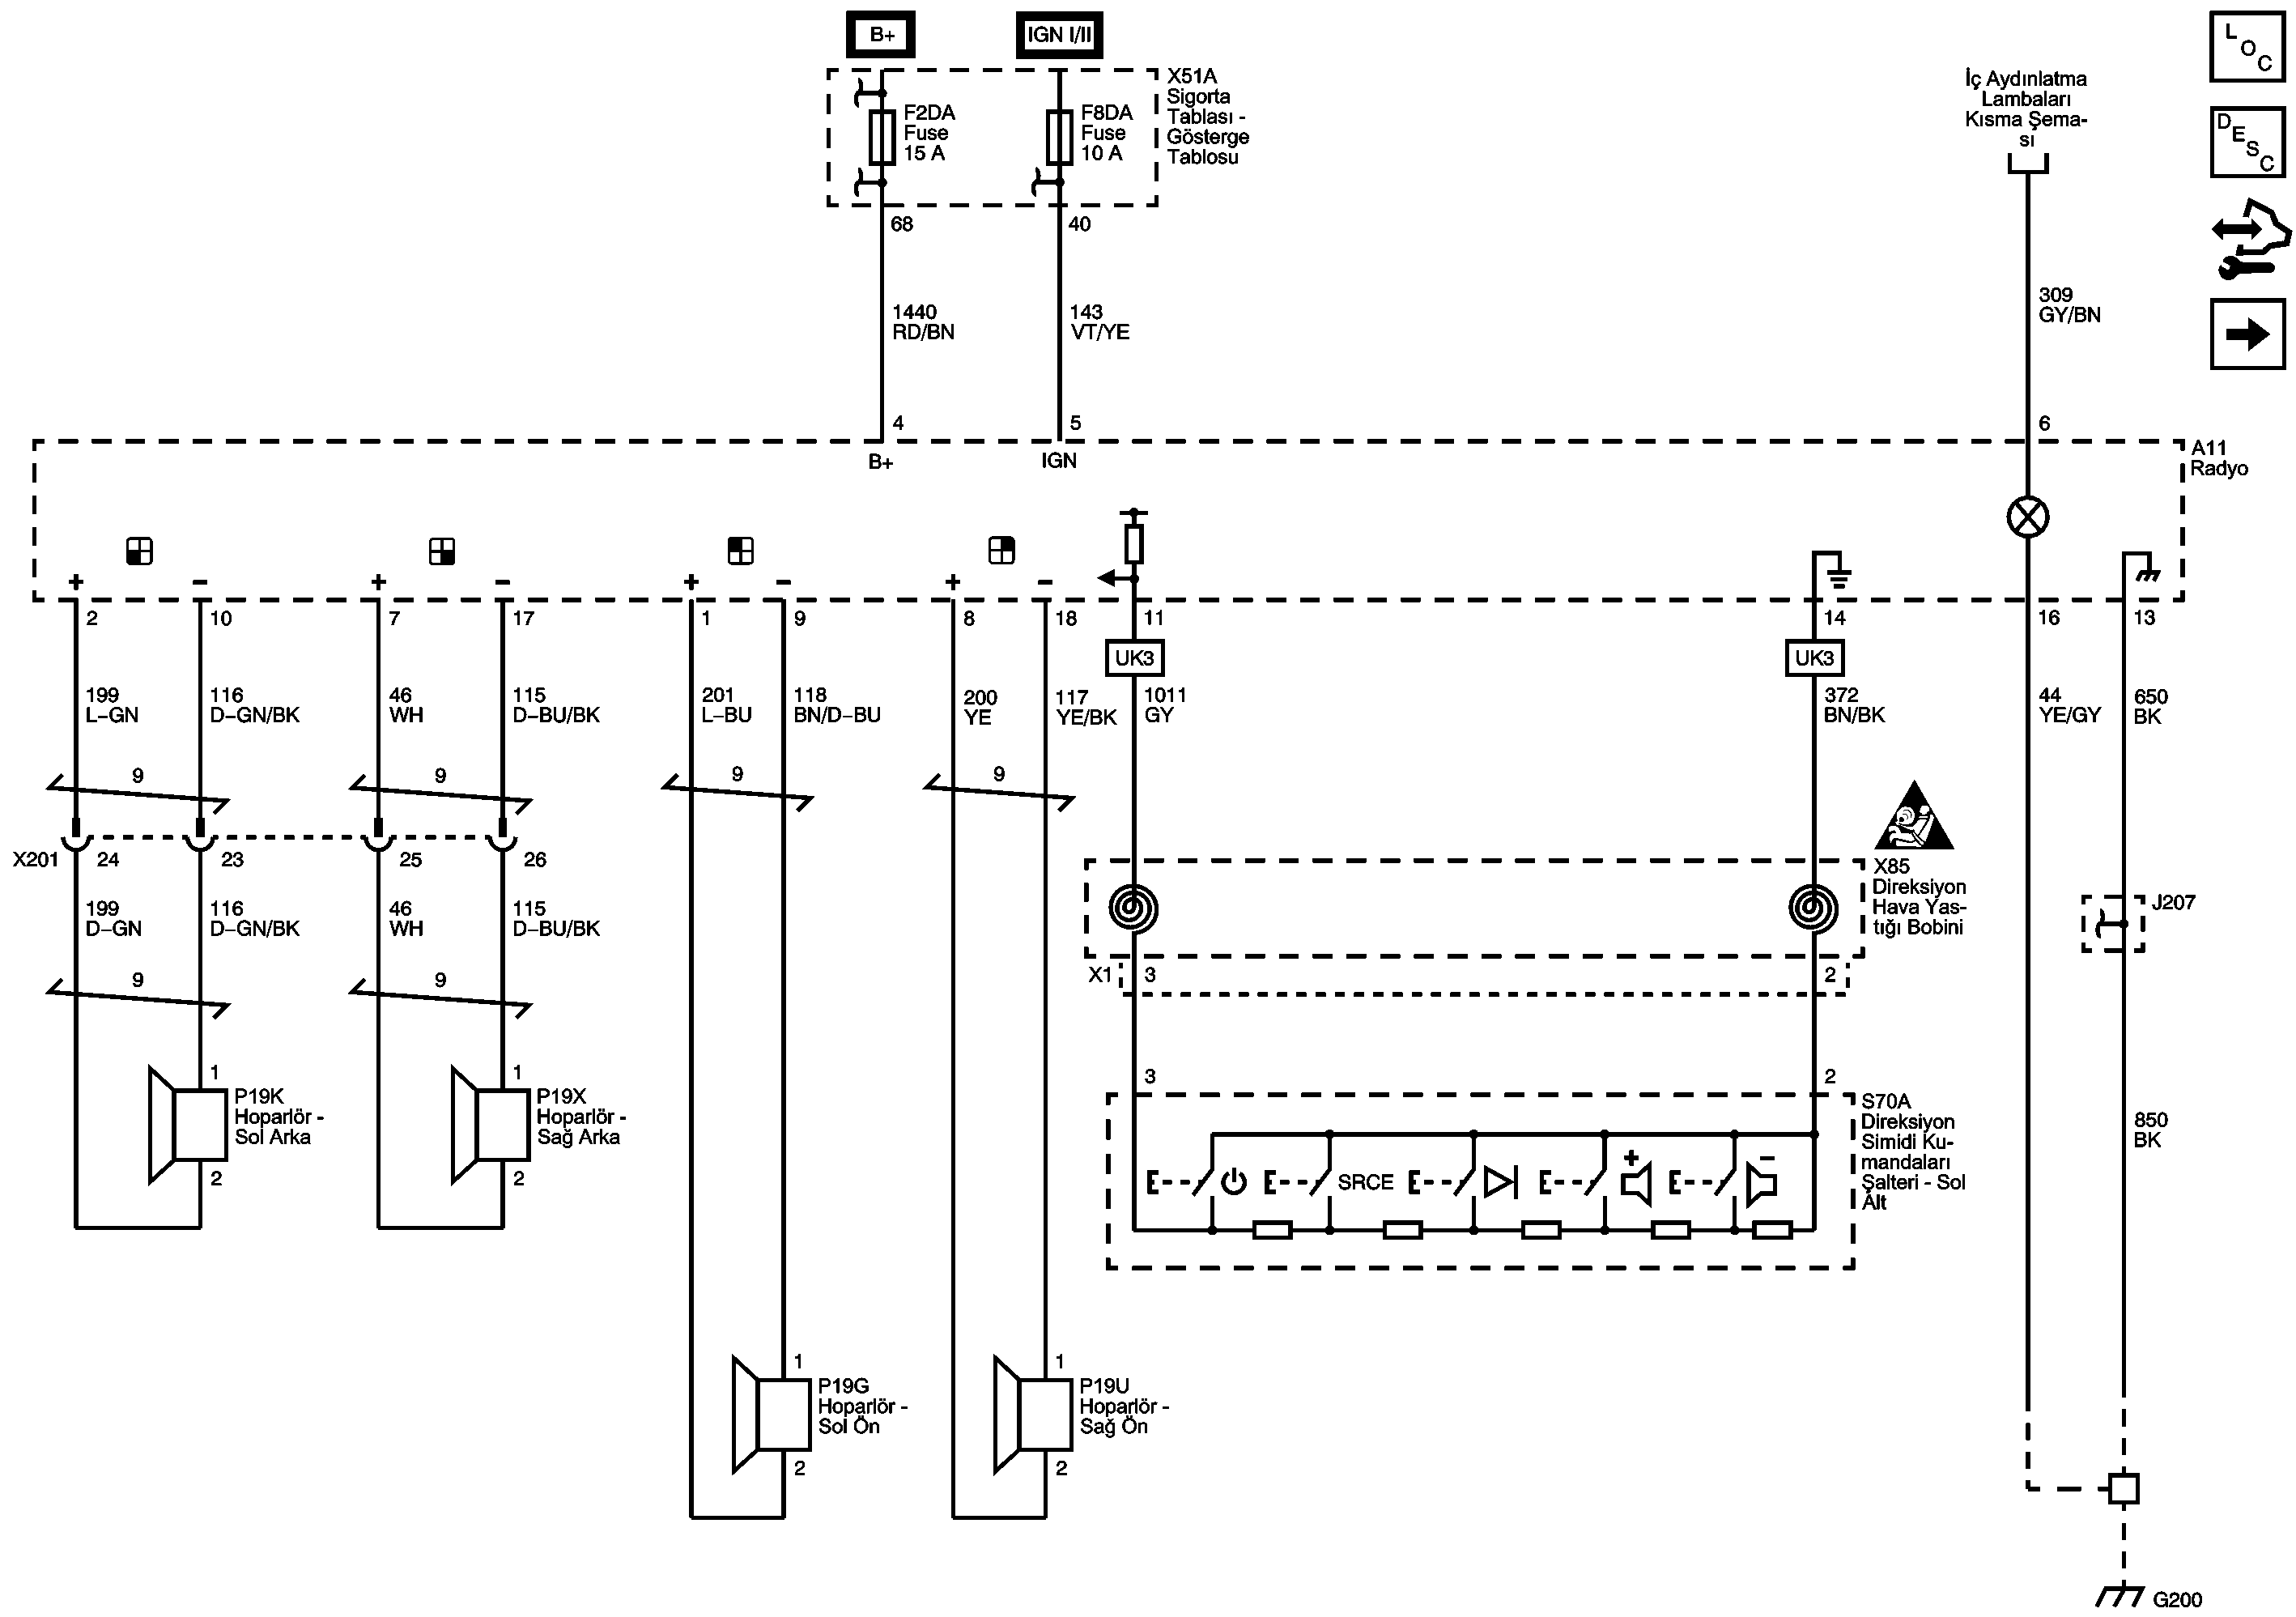 B+
IGN I/II
F2DA
Fuse
15 A
F8DA
Fuse
10 A
X51A
Sigorta
Tablası -
Gösterge
Tablosu
68
40
İç Aydınlatma
Lambaları
Kısma Şema-
sı
L
O
C
D
E
S
C
1440
RD/BN
143
VT/YE
309
GY/BN
4
5
6
B+
IGN
A11
Radyo
+
-
+
-
+
-
+
-
2
10
7
17
1
9
8
18
11
14
16
13
UK3
UK3
199
L-GN
116
D-GN/BK
46
WH
115
D-BU/BK
201
L-BU
118
BN/D-BU
200
YE
117
YE/BK
1011
GY
372
BN/BK
44
YE/GY
650
BK
9
9
9
9
X201
24
23
25
26
199
D-GN
116
D-GN/BK
46
WH
115
D-BU/BK
9
9
X85
Direksiyon
Hava Yas-
tığı Bobini
J207
X1
3
2
1
P19K
Hoparlör -
Sol Arka
2
1
P19X
Hoparlör -
Sağ Arka
2
3
2
S70A
Direksiyon
Simidi Ku-
mandaları
Şalteri - Sol
Alt
SRCE
+
-
850
BK
1
P19G
Hoparlör -
Sol Ön
2
1
P19U
Hoparlör -
Sağ Ön
2
G200